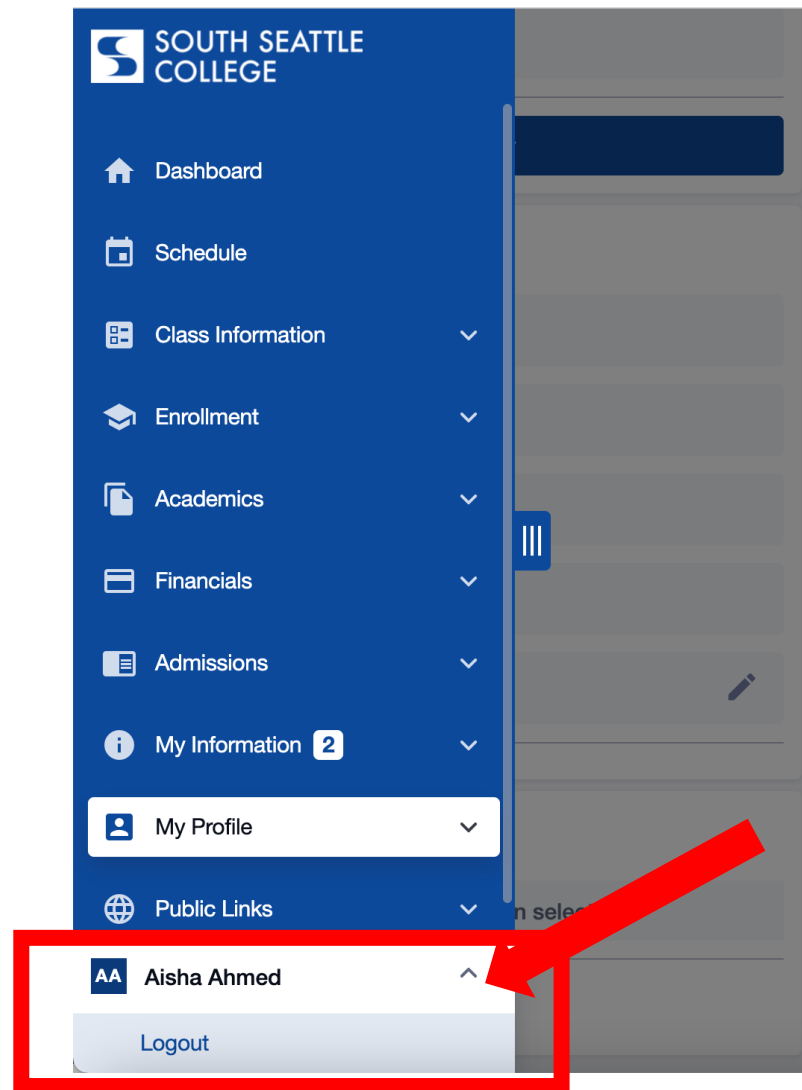 SOUTH SEATTLE
COLLEGE
Dashboard
Schedule
Class Information
Enrollment
Academics
Financials
Admissions
My Information 2
My Profile
Public Links
AA Aisha Ahmed
Logout